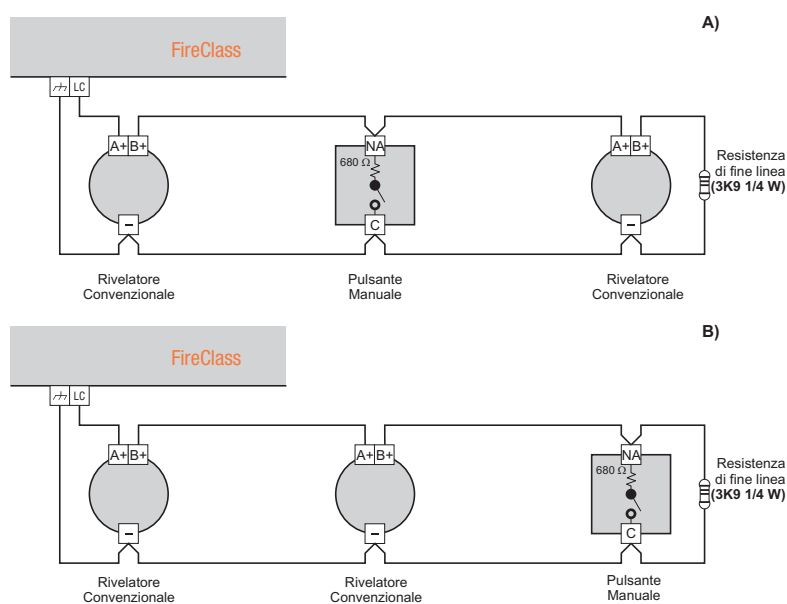 A)
FireClass
LC
A+ B+
NA
A+ B+
680 Ω
Resistenza
di fine linea
(3K9 1/4 W)
–
C
–
Rivelatore
Convenzionale
Pulsante
Manuale
Rivelatore
Convenzionale
B)
FireClass
LC
A+ B+
A+ B+
NA
680 Ω
Resistenza
di fine linea
(3K9 1/4 W)
–
–
C
Rivelatore
Convenzionale
Rivelatore
Convenzionale
Pulsante
Manuale